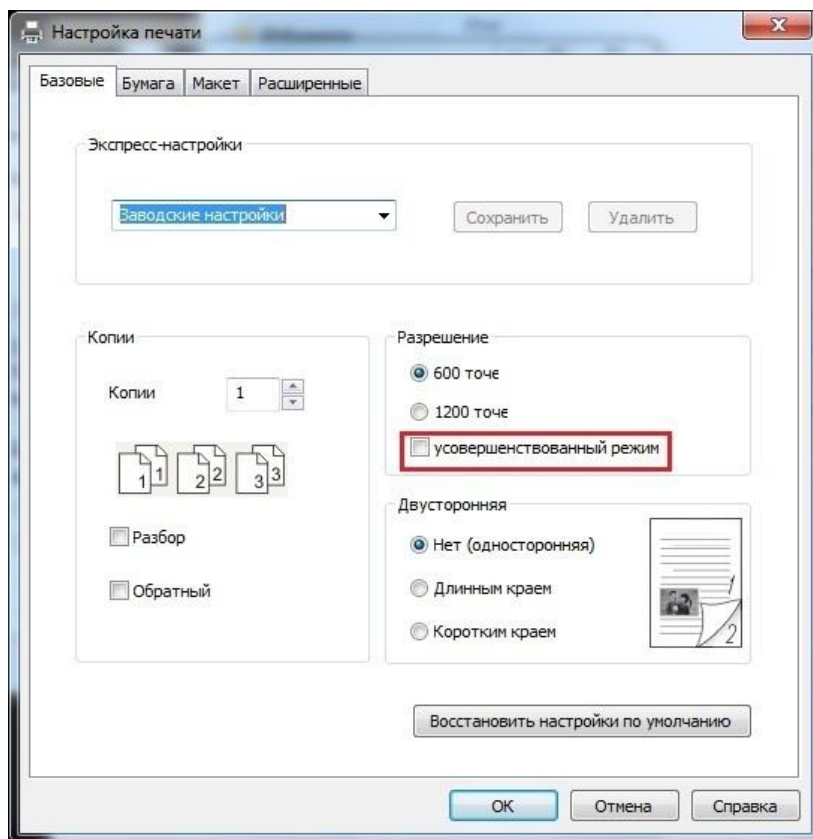 Настройка печати
Базовые Бумага Макет Расширенные
Экспресс-настройки
Заводские настройки Сохранить Удалить
Копии
Копии 1
1 1 2 2 3 3
Разбор
Обратный
Разрешение
600 точе
1200 точе
усовершенствованный режим
Двусторонняя
Нет (односторонняя)
Длинным краем
Коротким краем
1
2
Восстановить настройки по умолчанию
ОК Отмена Справка